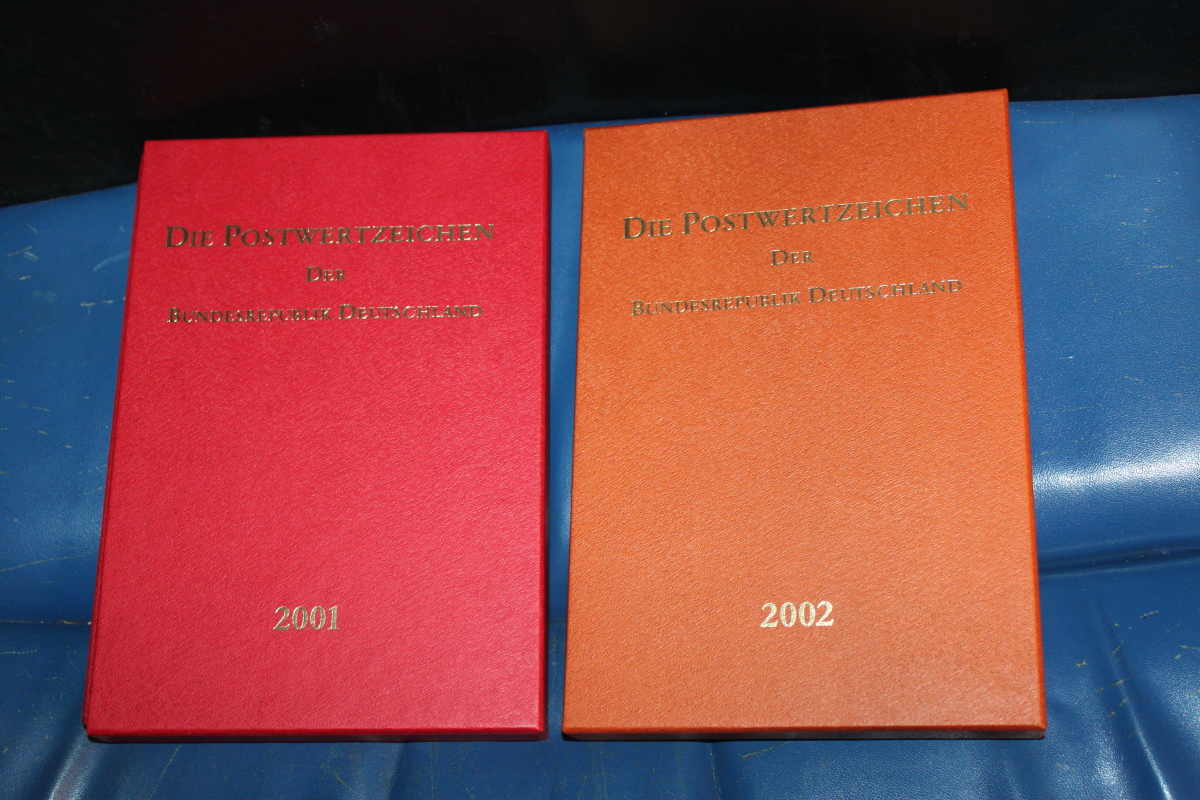 Die Postwertzeichen
Der
Bundesrepublik Deutschland
2001
Die Postwertzeichen
Der
Bundesrepublik Deutschland
2002